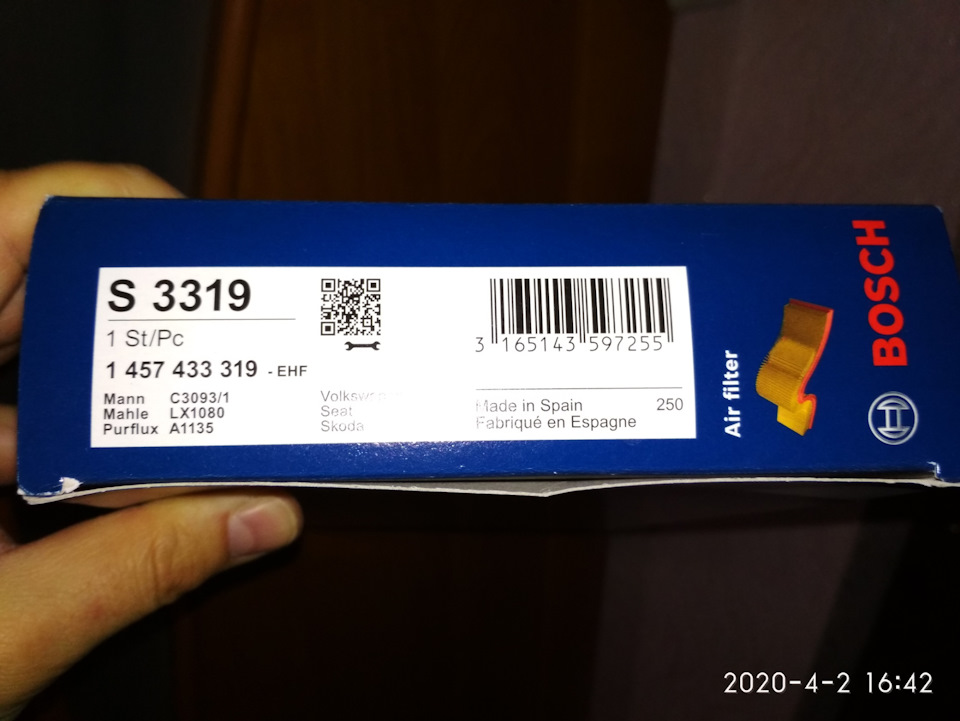 S 3319
1 St/Pc
1 457 433 319 - EHF
Mann C3093/1
Mahle LX1080
Purflux A1135
Volkswagen
Seat
Skoda
3 165143 597255
Made in Spain 250
Fabriqué en Espagne
Air filter
BOSCH
2020-4-2 16:42